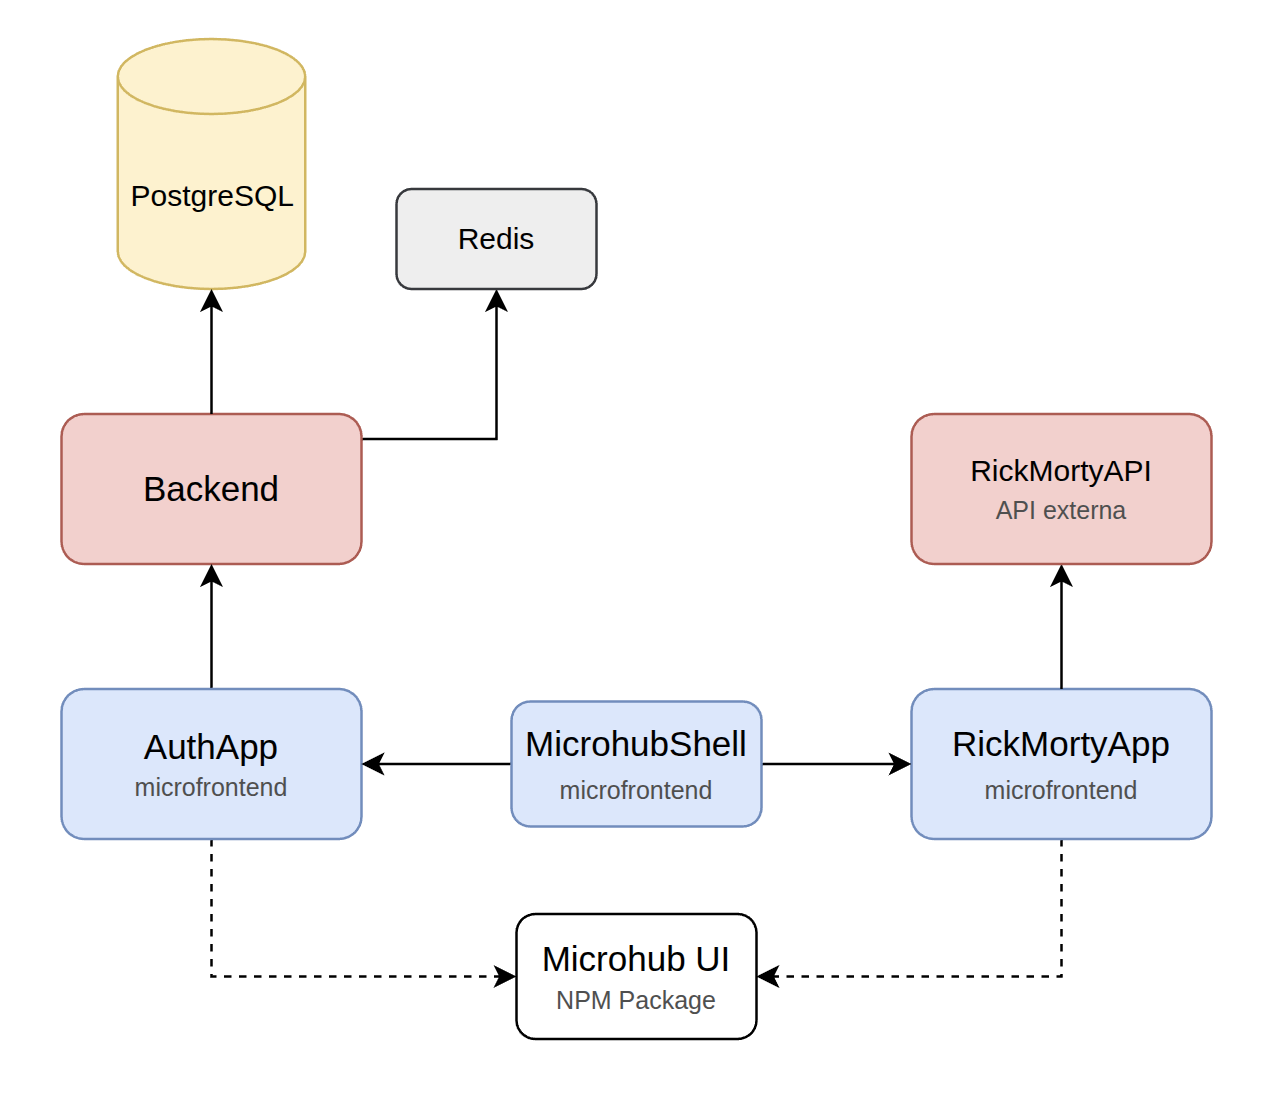 PostgreSQL
Redis
Backend
RickMortyAPI
API externa
AuthApp
microfrontend
MicrohubShell
microfrontend
RickMortyApp
microfrontend
Microhub UI
NPM Package